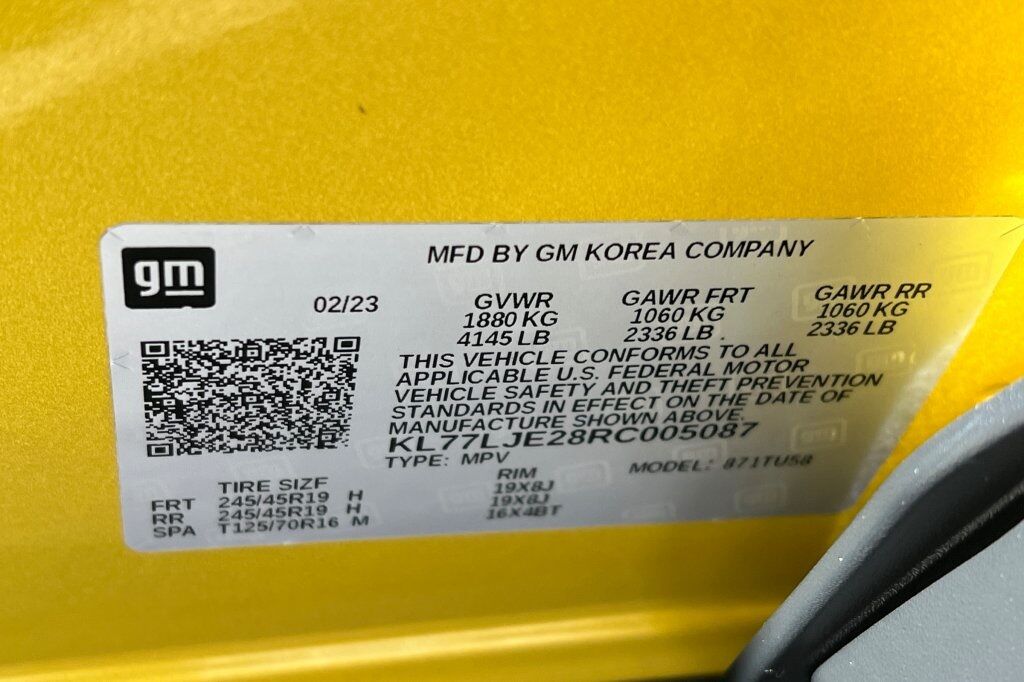 gm
MFD BY GM KOREA COMPANY
02/23
GVWR
1880 KG
4145 LB
GAWR FRT
1060 KG
2336 LB
GAWR RR
1060 KG
2336 LB
THIS VEHICLE CONFORMS TO ALL
APPLICABLE U.S. FEDERAL MOTOR
VEHICLE SAFETY AND THEFT PREVENTION
STANDARDS IN EFFECT ON THE DATE OF
MANUFACTURE SHOWN ABOVE.
KL77LJE28RC005087
TYPE: MPV
MODEL: 871TU58
TIRE SIZE RIM
FRT 245/45R19 H 19X8J
RR 245/45R19 H 19X8J
SPA T125/70R16 M 16X4BT